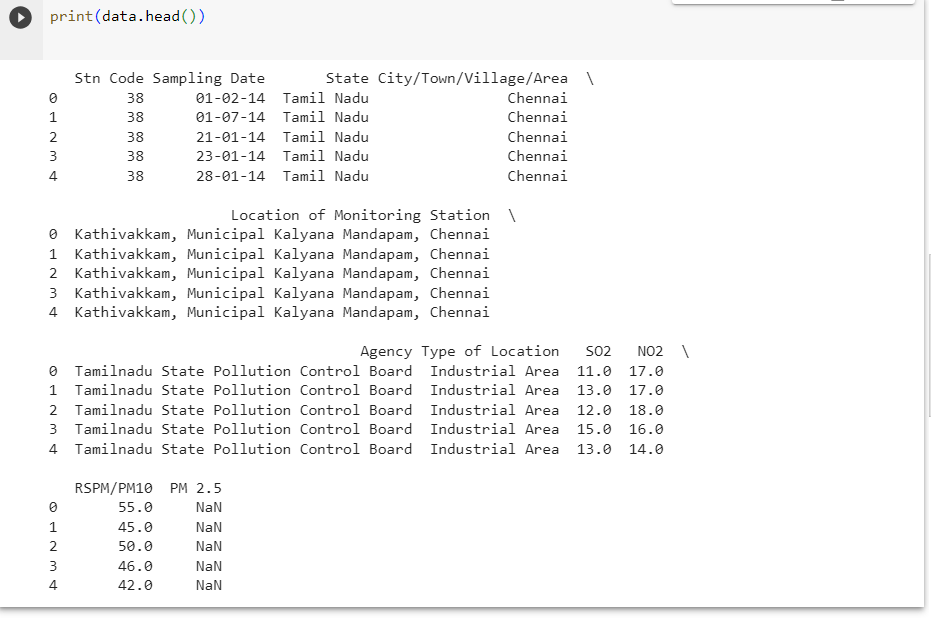 print(data.head())
Stn Code Sampling Date State City/Town/Village/Area \
0 38 01-02-14 Tamil Nadu Chennai
1 38 01-07-14 Tamil Nadu Chennai
2 38 21-01-14 Tamil Nadu Chennai
3 38 23-01-14 Tamil Nadu Chennai
4 38 28-01-14 Tamil Nadu Chennai
Location of Monitoring Station \
0 Kathivakkam, Municipal Kalyana Mandapam, Chennai
1 Kathivakkam, Municipal Kalyana Mandapam, Chennai
2 Kathivakkam, Municipal Kalyana Mandapam, Chennai
3 Kathivakkam, Municipal Kalyana Mandapam, Chennai
4 Kathivakkam, Municipal Kalyana Mandapam, Chennai
Agency Type of Location SO2 NO2 \
0 Tamilnadu State Pollution Control Board Industrial Area 11.0 17.0
1 Tamilnadu State Pollution Control Board Industrial Area 13.0 17.0
2 Tamilnadu State Pollution Control Board Industrial Area 12.0 18.0
3 Tamilnadu State Pollution Control Board Industrial Area 15.0 16.0
4 Tamilnadu State Pollution Control Board Industrial Area 13.0 14.0
RSPM/PM10 PM 2.5
0 55.0 NaN
1 45.0 NaN
2 50.0 NaN
3 46.0 NaN
4 42.0 NaN